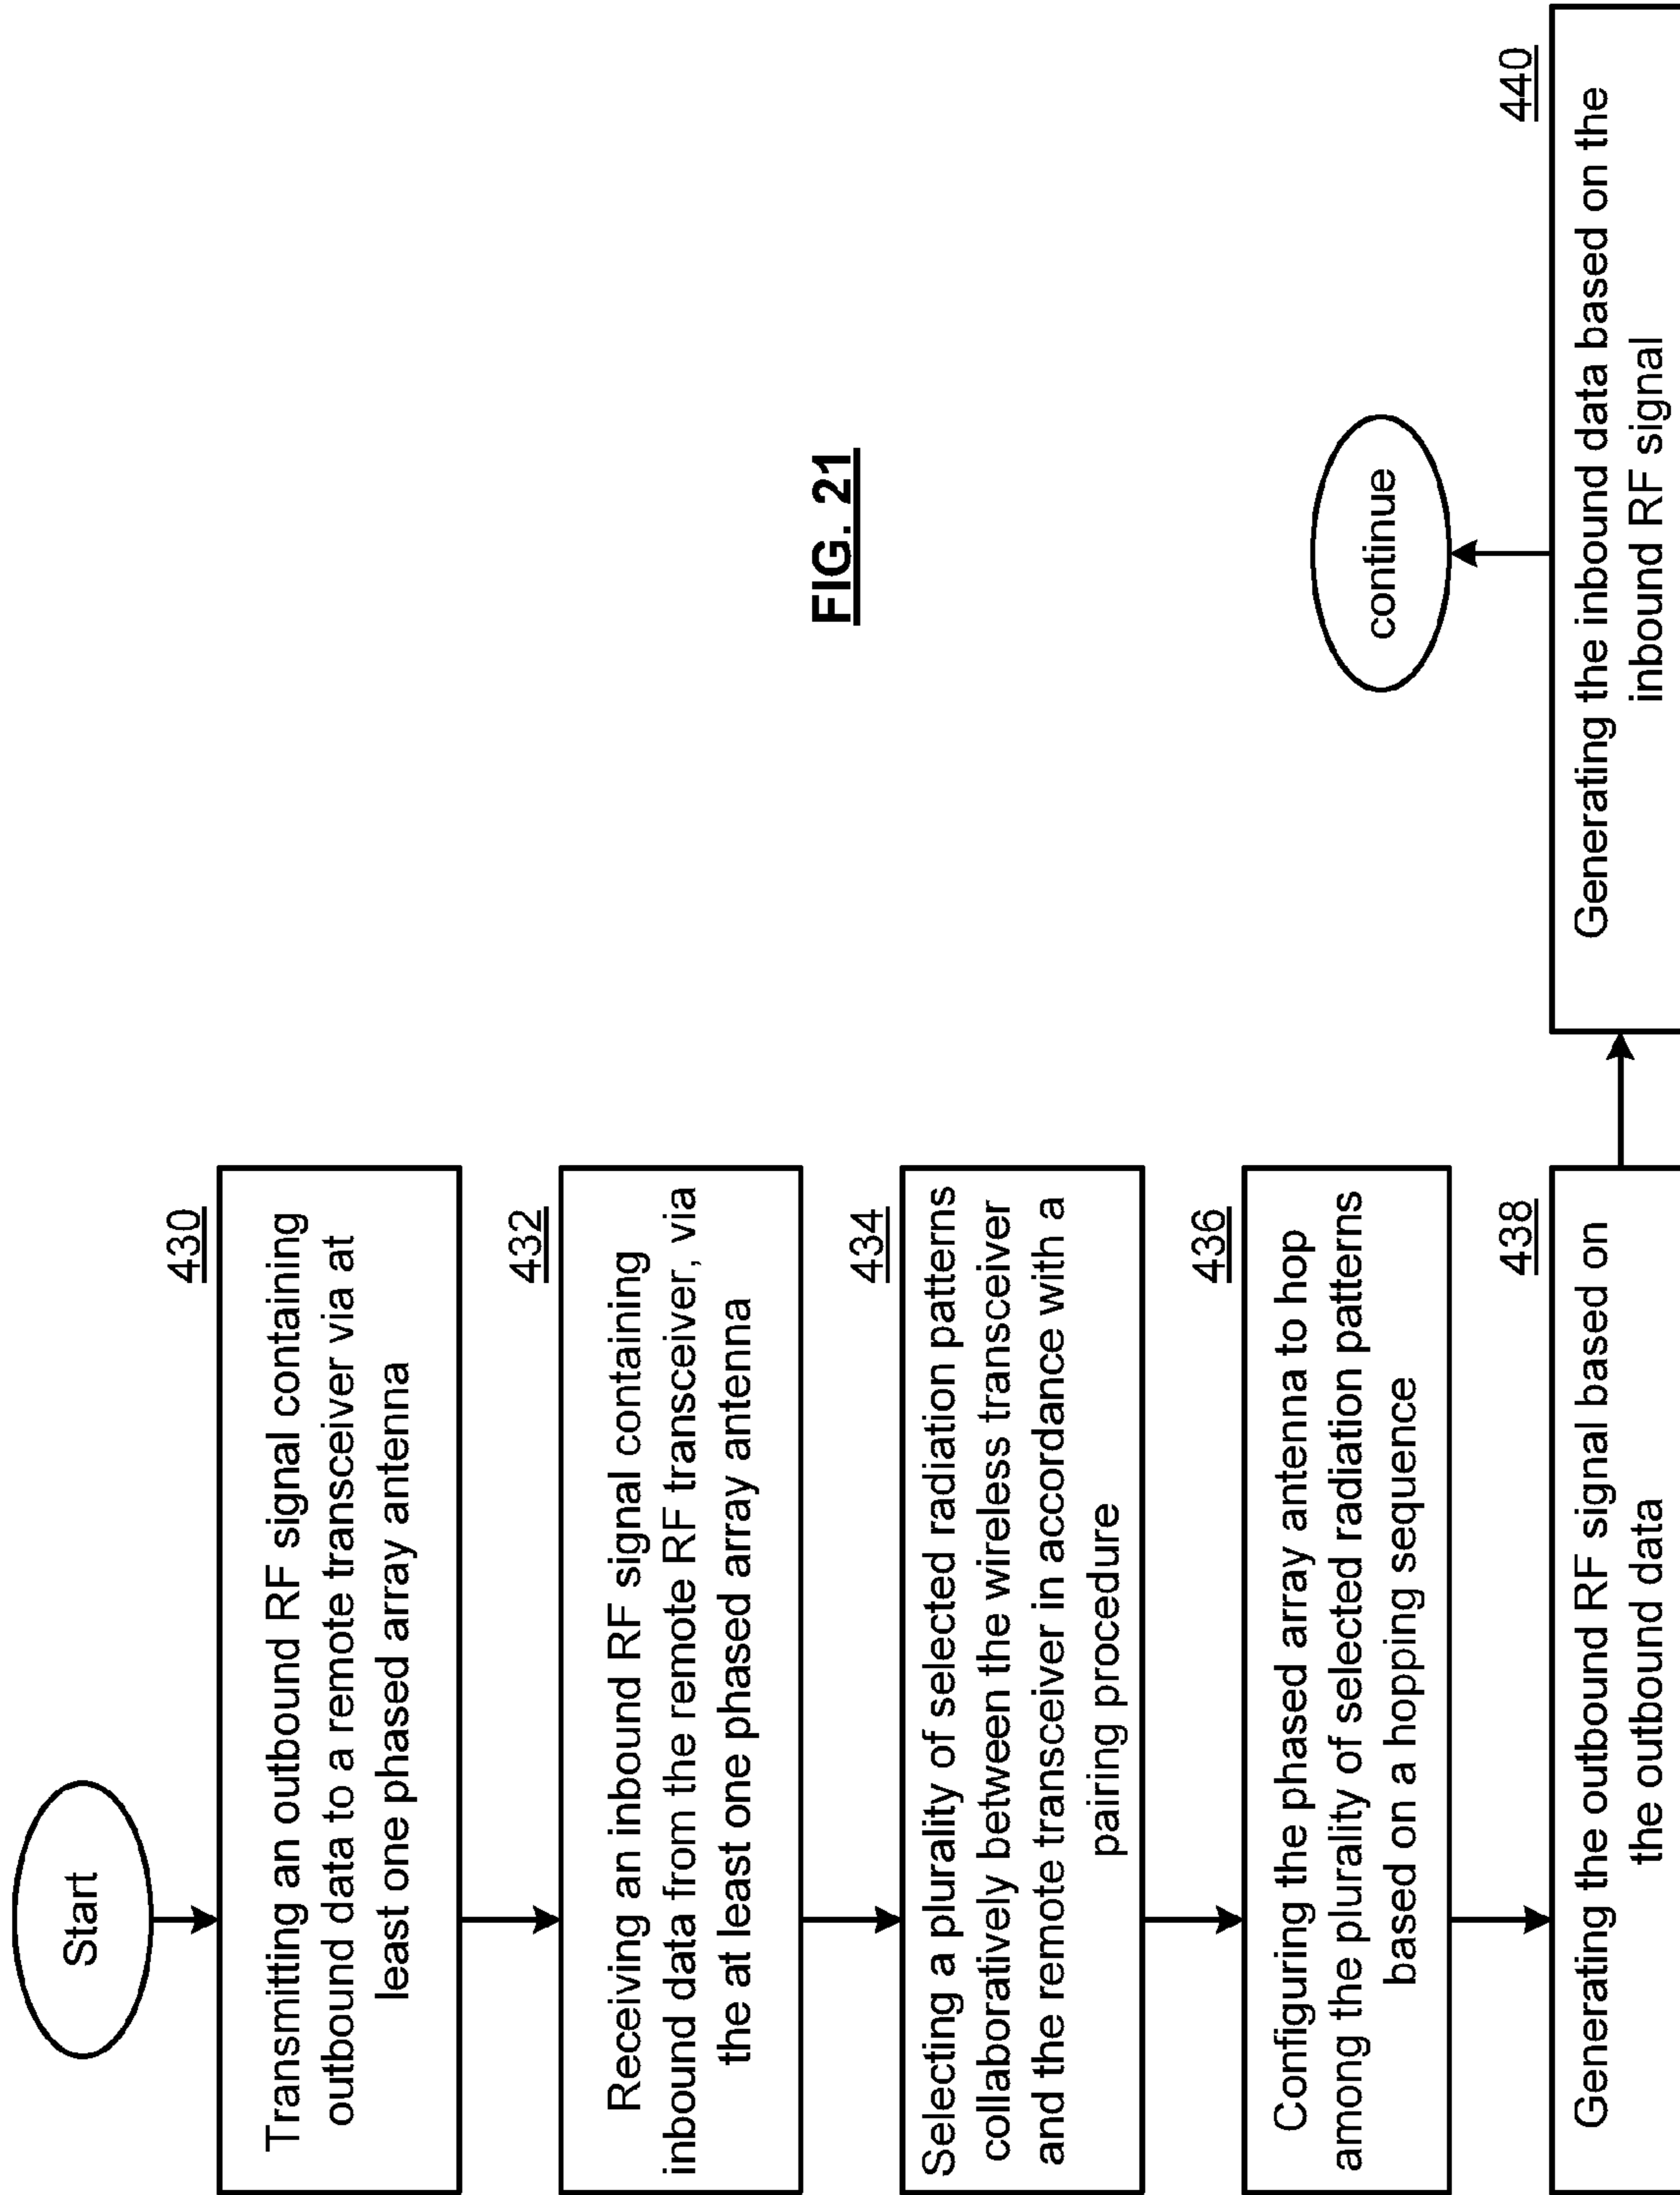 Start
430
Transmitting an outbound RF signal containing
outbound data to a remote transceiver via at
least one phased array antenna
432
Receiving an inbound RF signal containing
inbound data from the remote RF transceiver, via
the at least one phased array antenna
434
Selecting a plurality of selected radiation patterns
collaboratively between the wireless transceiver
and the remote transceiver in accordance with a
pairing procedure
436
Configuring the phased array antenna to hop
among the plurality of selected radiation patterns
based on a hopping sequence
438
Generating the outbound RF signal based on
the outbound data
440
Generating the inbound data based on the
inbound RF signal
continue
FIG. 21